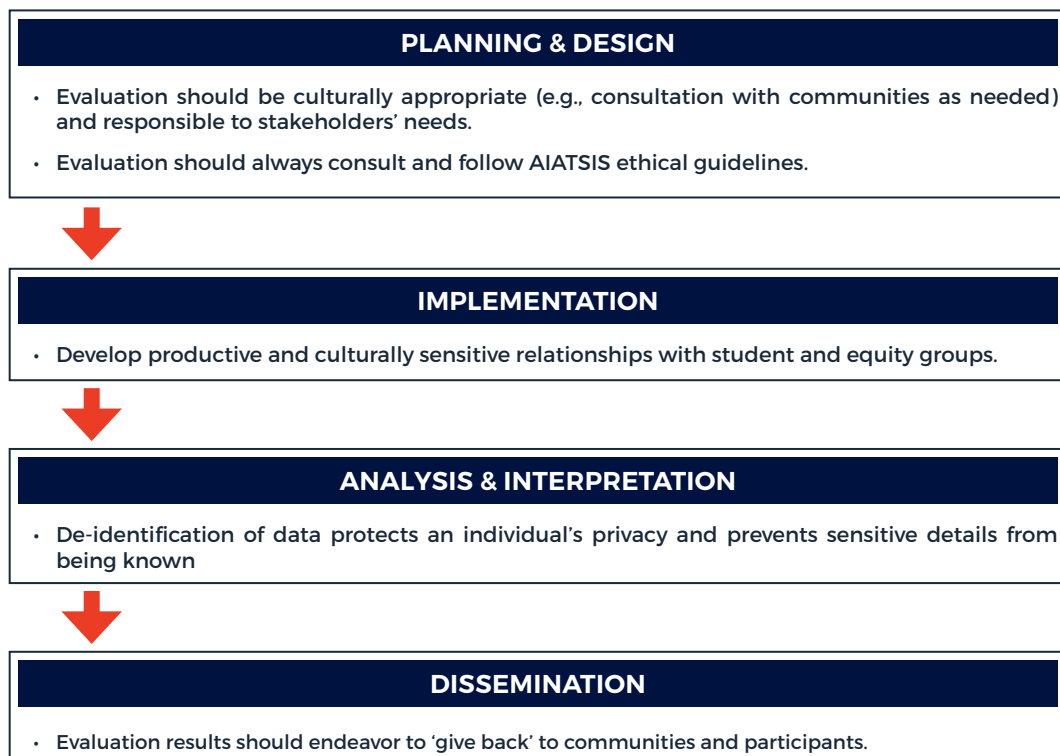 PLANNING & DESIGN
• Evaluation should be culturally appropriate (e.g., consultation with communities as needed)
and responsible to stakeholders’ needs.
• Evaluation should always consult and follow AIATSIS ethical guidelines.
IMPLEMENTATION
• Develop productive and culturally sensitive relationships with student and equity groups.
ANALYSIS & INTERPRETATION
• De-identification of data protects an individual’s privacy and prevents sensitive details from
being known
DISSEMINATION
• Evaluation results should endeavor to ‘give back’ to communities and participants.